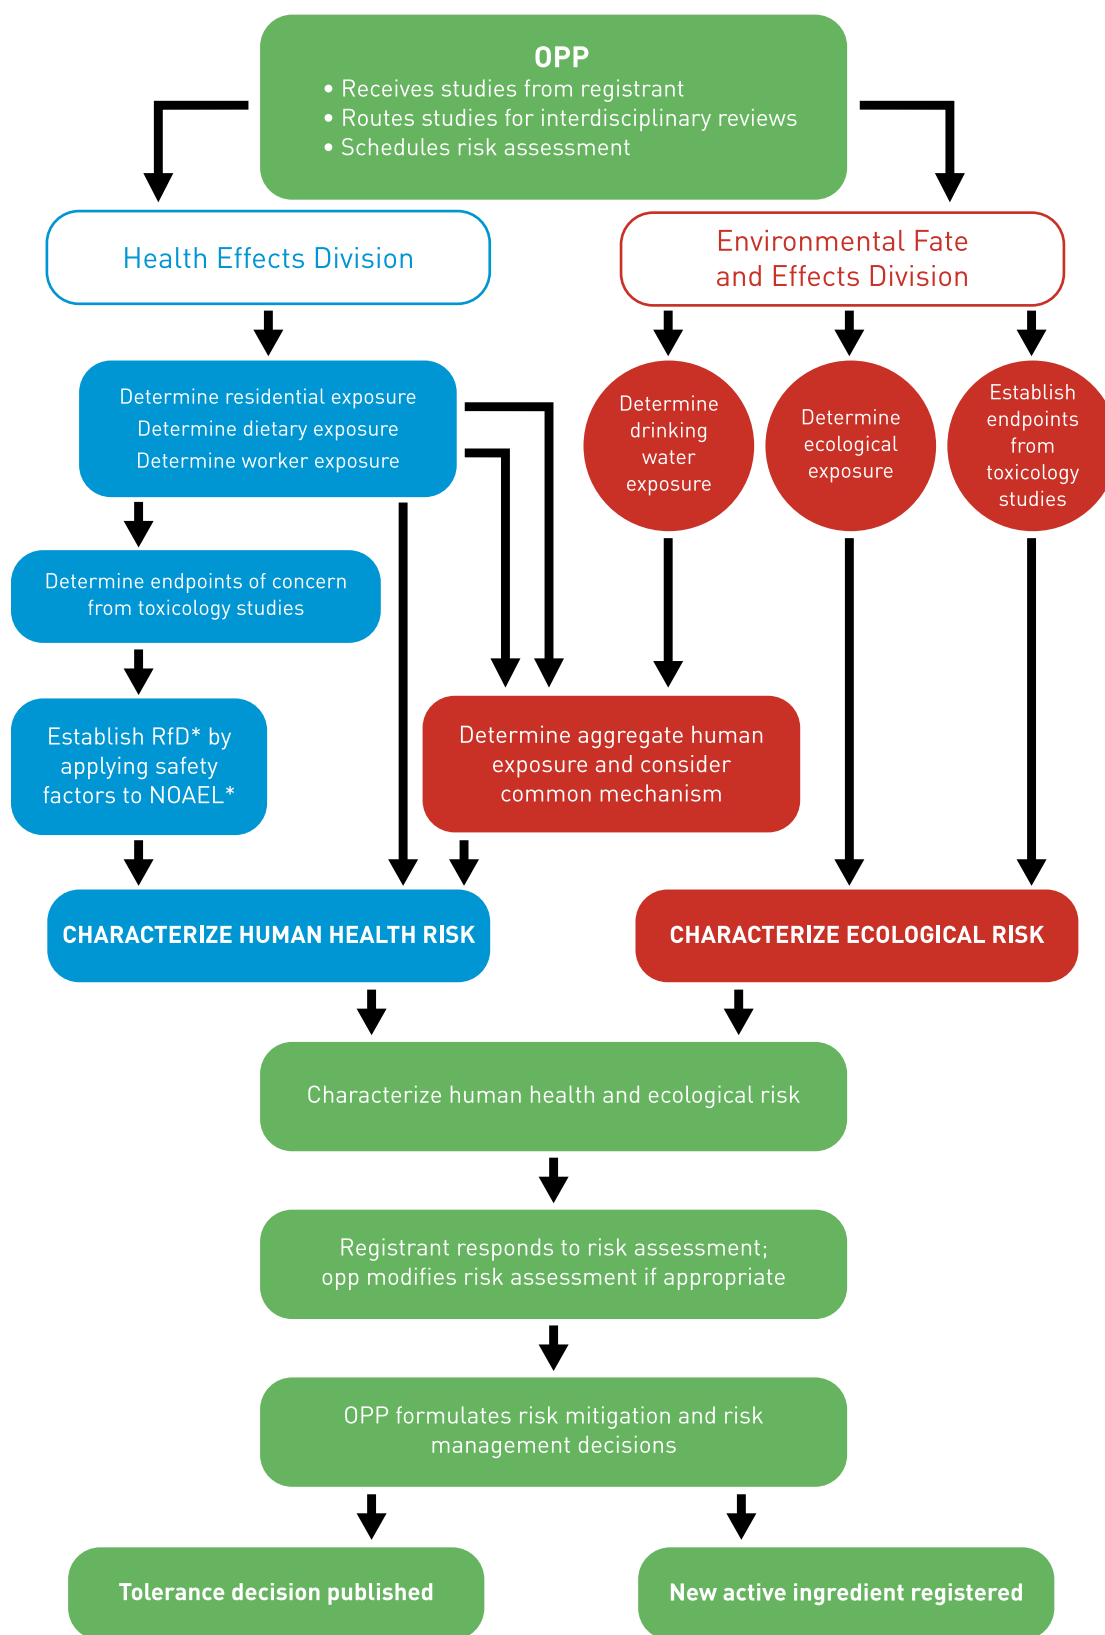 OPP
• Receives studies from registrant
• Routes studies for interdisciplinary reviews
• Schedules risk assessment
Health Effects Division
Environmental Fate
and Effects Division
Determine residential exposure
Determine dietary exposure
Determine worker exposure
Determine
drinking
water
exposure
Determine
ecological
exposure
Establish
endpoints
from
toxicology
studies
Determine endpoints of concern
from toxicology studies
Establish RfD* by
applying safety
factors to NOAEL*
Determine aggregate human
exposure and consider
common mechanism
CHARACTERIZE HUMAN HEALTH RISK
CHARACTERIZE ECOLOGICAL RISK
Characterize human health and ecological risk
Registrant responds to risk assessment;
opp modifies risk assessment if appropriate
OPP formulates risk mitigation and risk
management decisions
Tolerance decision published
New active ingredient registered